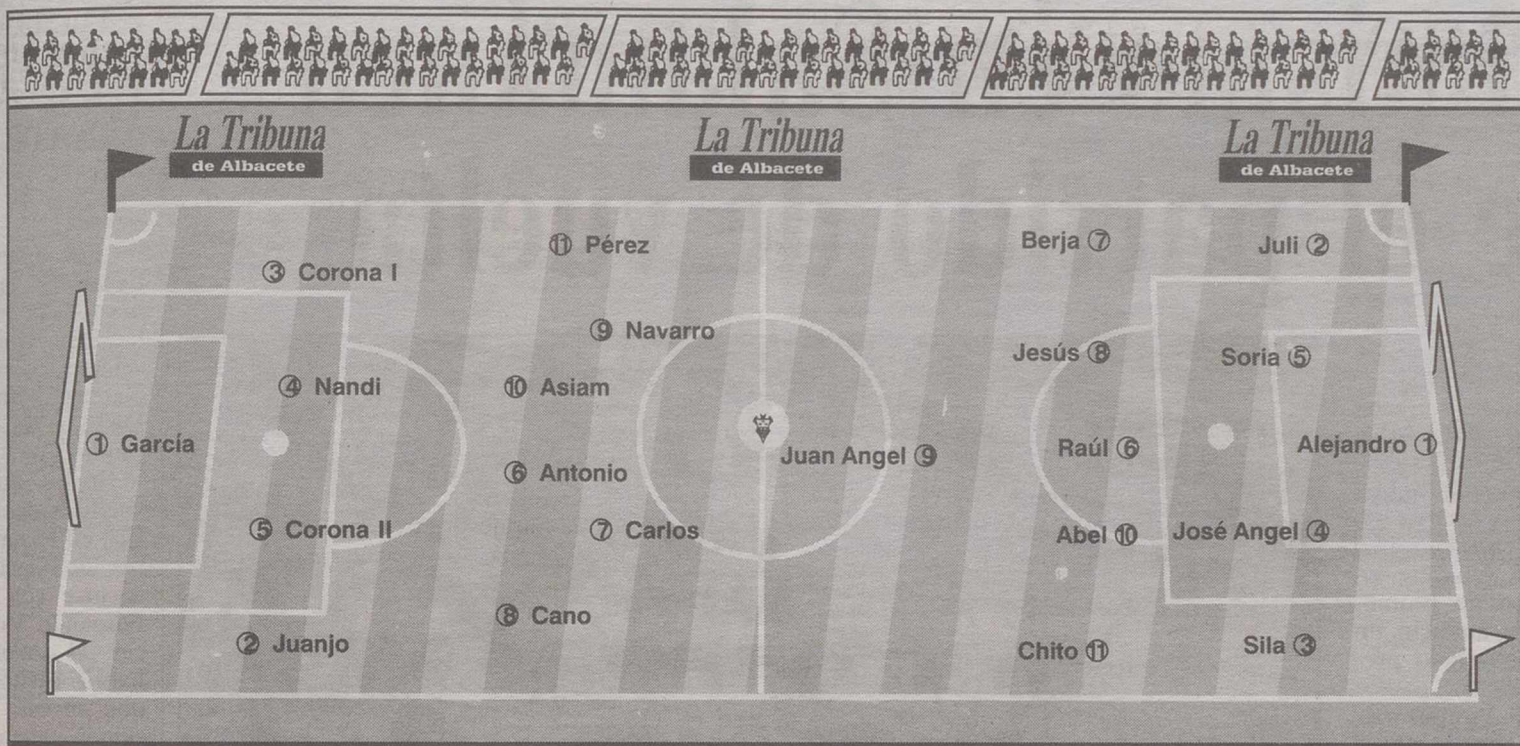 La Tribuna
de Albacete
La Tribuna
de Albacete
La Tribuna
de Albacete
③ Corona I
④ Nandi
① García
⑤ Corona II
② Juanjo
⑪ Pérez
⑨ Navarro
⑩ Asiam
⑥ Antonio
⑦ Carlos
⑧ Cano
Juan Angel ⑨
Berja ⑦
Jesús ⑧
Raúl ⑥
Abel ⑩
Chito ⑪
Juli ②
Soria ⑤
Alejandro ①
José Angel ④
Sila ③